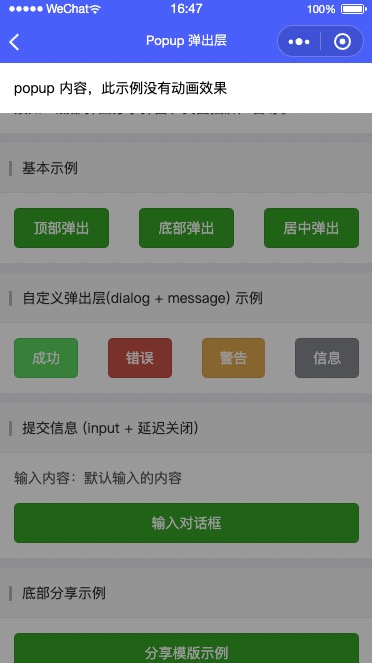 WeChat 16:47 100%
Popup 弹出层
popup 内容，此示例没有动画效果
基本示例
顶部弹出 底部弹出 居中弹出
自定义弹出层(dialog + message) 示例
成功 错误 警告 信息
提交信息 (input + 延迟关闭)
输入内容：默认输入的内容
输入对话框
底部分享示例
分享模版示例